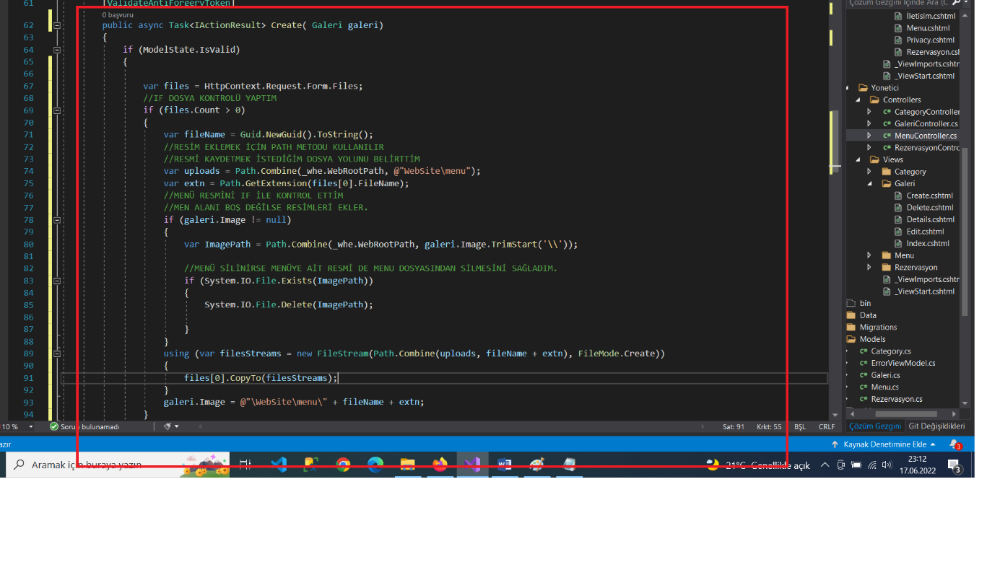 61 [ValidateAntiForgeryToken]
0 başvuru
62 public async Task<IActionResult> Create( Galeri galeri)
63 {
64 if (ModelState.IsValid)
65 {
66
67 var files = HttpContext.Request.Form.Files;
68 //IF DOSYA KONTROLÜ YAPTIM
69 if (files.Count > 0)
70 {
71 var fileName = Guid.NewGuid().ToString();
72 //RESİM EKLEMEK İÇİN PATH METODU KULLANILIR
73 //RESMİ KAYDETMEK İSTEDİĞİM DOSYA YOLUNU BELİRTTİM
74 var uploads = Path.Combine(_whe.WebRootPath, @"WebSite\menu");
75 var extn = Path.GetExtension(files[0].FileName);
76 //MENÜ RESMİNİ IF İLE KONTROL ETTİM
77 //MEN ALANI BOŞ DEĞİLSE RESİMLERİ EKLER.
78 if (galeri.Image != null)
79 {
80 var ImagePath = Path.Combine(_whe.WebRootPath, galeri.Image.TrimStart('\\'));
81
82 //MENÜ SİLİNİRSE MENÜYE AİT RESMİ DE MENU DOSYASINDAN SİLMESİNİ SAĞLADIM.
83 if (System.IO.File.Exists(ImagePath))
84 {
85 System.IO.File.Delete(ImagePath);
86
87 }
88 }
89 using (var filesStreams = new FileStream(Path.Combine(uploads, fileName + extn), FileMode.Create))
90 {
91 files[0].CopyTo(filesStreams);
92 }
93 galeri.Image = @"\WebSite\menu\" + fileName + extn;
94 }
10 % Sorun bulunamadı Sat: 91 Krkt: 55 BŞL CRLF
Çözüm Gezgini İçinde Ara (C
İletisim.cshtml
Menu.cshtml
Privacy.cshtml
Rezervasyon.csh
_ViewImports.cshtm
_ViewStart.cshtml
Yonetici
Controllers
CategoryController
GaleriController.cs
MenuController.cs
RezervasyonContro
Views
Category
Galeri
Create.cshtml
Delete.cshtml
Details.cshtml
Edit.cshtml
Index.cshtml
Menu
Rezervasyon
_ViewImports.cshtm
_ViewStart.cshtml
bin
Data
Migrations
Models
Category.cs
ErrorViewModel.cs
Galeri.cs
Menu.cs
Rezervasyon.cs
Çözüm Gezgini Git Değişiklikleri
azır Kaynak Denetimine Ekle 3
Aramak için buraya yazın 21°C Genellikle açık 23:12
17.06.2022 3